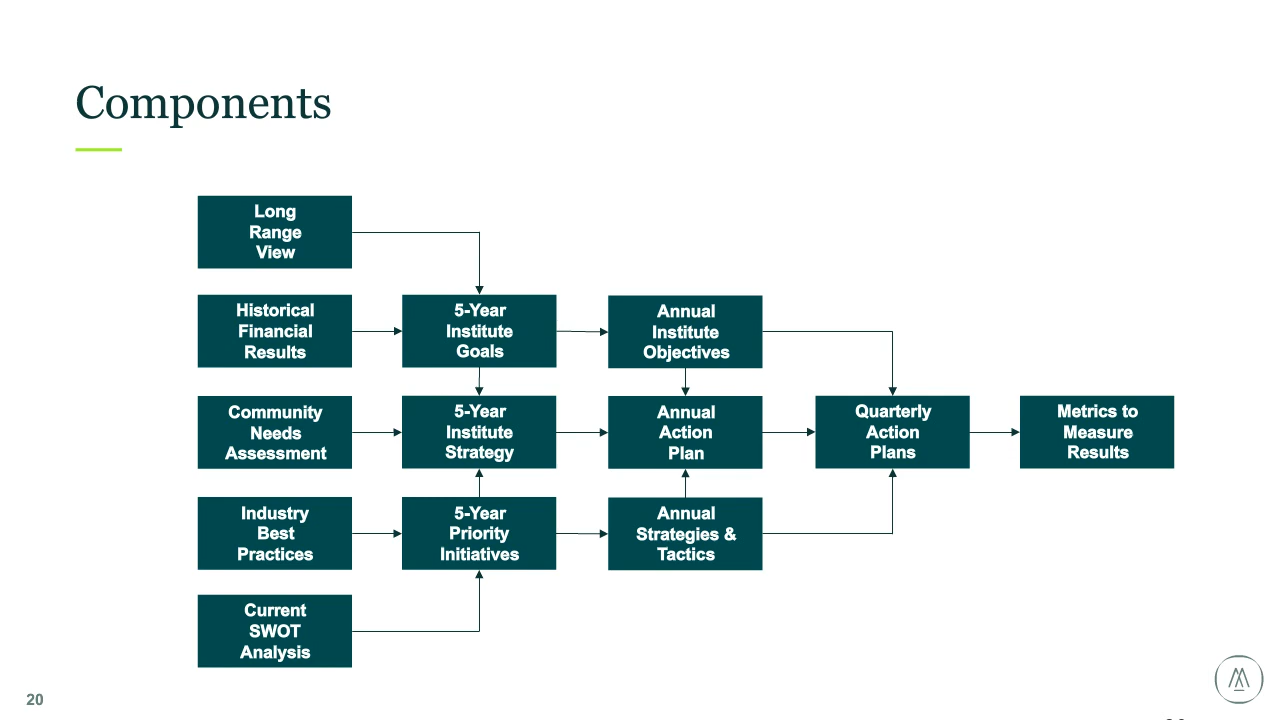 Components
Long
Range
View
Historical
Financial
Results
5-Year
Institute
Goals
Annual
Institute
Objectives
Community
Needs
Assessment
5-Year
Institute
Strategy
Annual
Action
Plan
Quarterly
Action
Plans
Metrics to
Measure
Results
Industry
Best
Practices
5-Year
Priority
Initiatives
Annual
Strategies &
Tactics
Current
SWOT
Analysis
20